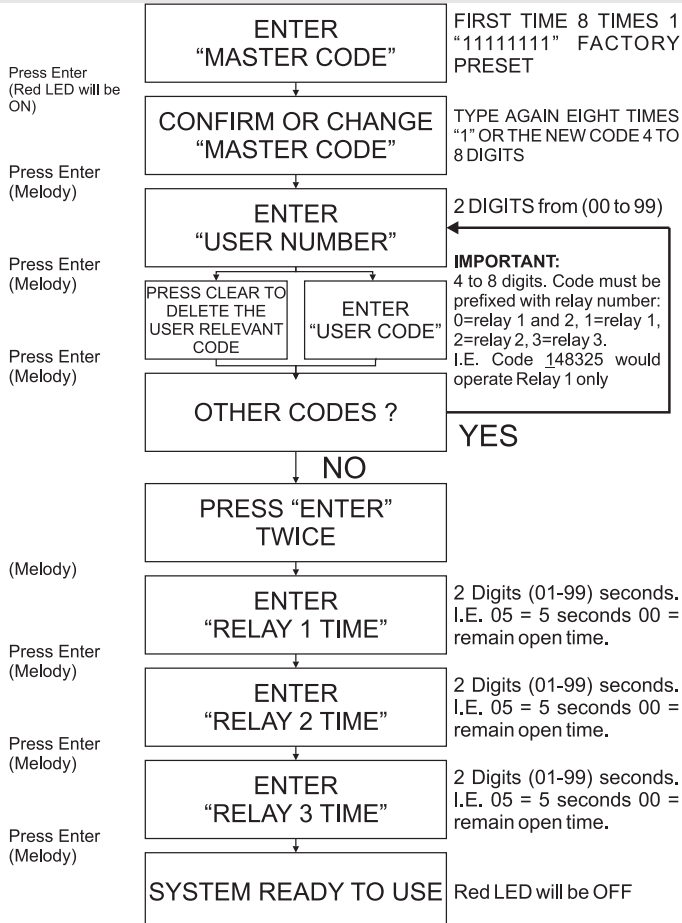 ENTER
“MASTER CODE”
FIRST TIME 8 TIMES 1
“11111111” FACTORY
PRESET
Press Enter
(Red LED will be
ON)
CONFIRM OR CHANGE
“MASTER CODE”
TYPE AGAIN EIGHT TIMES
“1” OR THE NEW CODE 4 TO
8 DIGITS
Press Enter
(Melody)
ENTER
“USER NUMBER”
2 DIGITS from (00 to 99)
Press Enter
(Melody)
PRESS CLEAR TO
DELETE THE
USER RELEVANT
CODE
ENTER
“USER CODE”
IMPORTANT:
4 to 8 digits. Code must be
prefixed with relay number:
0=relay 1 and 2, 1=relay 1,
2=relay 2, 3=relay 3.
I.E. Code 148325 would
operate Relay 1 only
Press Enter
(Melody)
OTHER CODES ?
YES
NO
PRESS “ENTER”
TWICE
(Melody)
ENTER
“RELAY 1 TIME”
2 Digits (01-99) seconds.
I.E. 05 = 5 seconds 00 =
remain open time.
Press Enter
(Melody)
ENTER
“RELAY 2 TIME”
2 Digits (01-99) seconds.
I.E. 05 = 5 seconds 00 =
remain open time.
Press Enter
(Melody)
ENTER
“RELAY 3 TIME”
2 Digits (01-99) seconds.
I.E. 05 = 5 seconds 00 =
remain open time.
Press Enter
(Melody)
SYSTEM READY TO USE
Red LED will be OFF